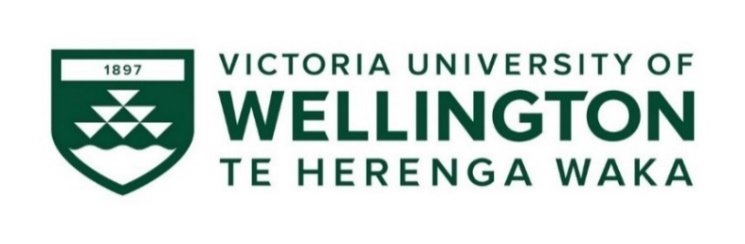 1897
VICTORIA UNIVERSITY OF
WELLINGTON
TE HERENGA WAKA